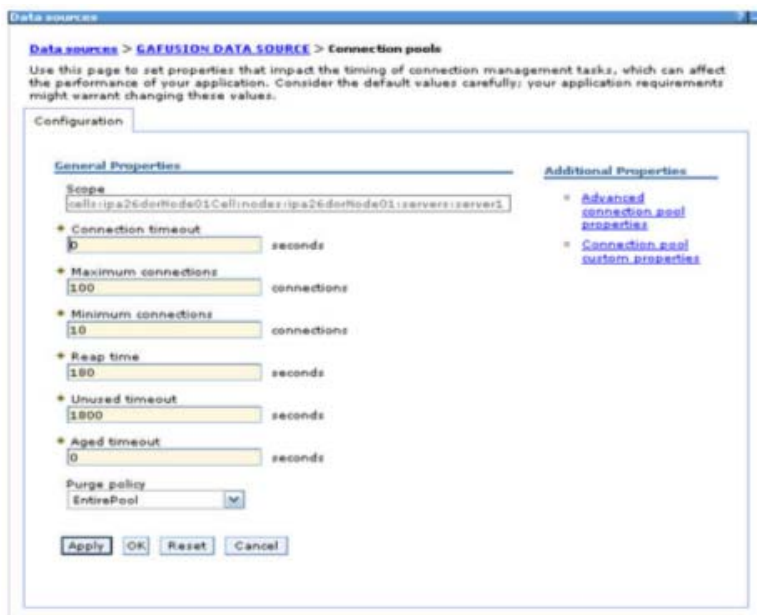 Data sources
? -
Data sources > GAFUSION DATA SOURCE > Connection pools
Use this page to set properties that impact the timing of connection management tasks, which can affect
the performance of your application. Consider the default values carefully; your application requirements
might warrant changing these values.
Configuration
General Properties
Scope
cells:ipa26dorNode01Cell:nodes:ipa26dorNode01:servers:server1
Connection timeout
0 seconds
Maximum connections
100 connections
Minimum connections
10 connections
Reap time
180 seconds
Unused timeout
1800 seconds
Aged timeout
0 seconds
Purge policy
EntirePool
Apply OK Reset Cancel
Additional Properties
Advanced
connection pool
properties
Connection pool
custom properties